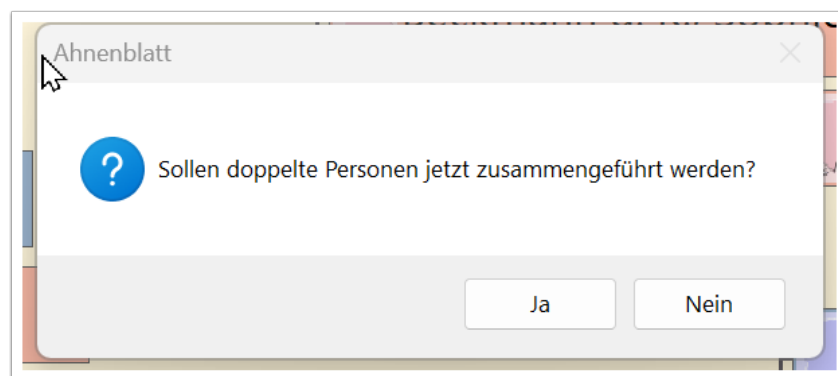 Ahnenblatt
Sollen doppelte Personen jetzt zusammengeführt werden?
Ja
Nein